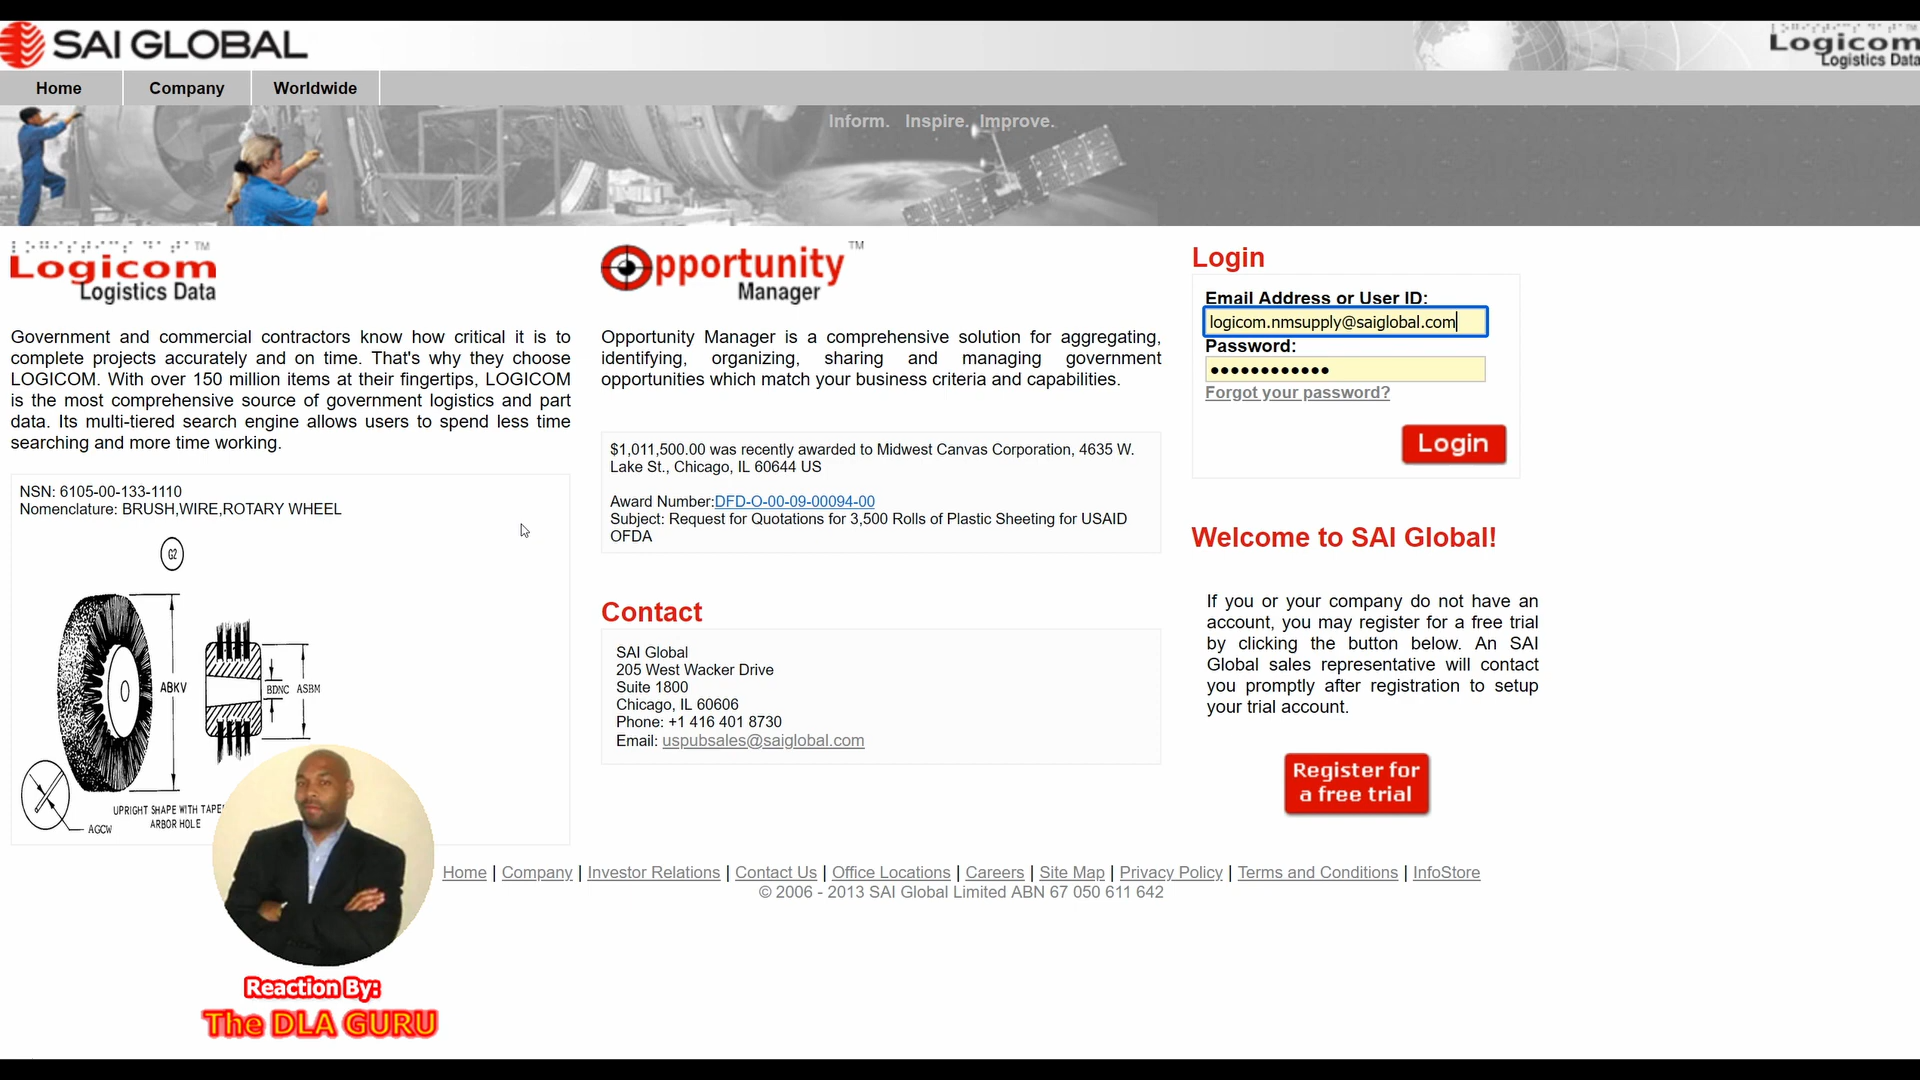 SAI GLOBAL
Logicom
Logistics Data
Home
Company
Worldwide
Inform. Inspire. Improve.
Logicom™
Logistics Data
Government and commercial contractors know how critical it is to
complete projects accurately and on time. That's why they choose
LOGICOM. With over 150 million items at their fingertips, LOGICOM
is the most comprehensive source of government logistics and part
data. Its multi-tiered search engine allows users to spend less time
searching and more time working.
NSN: 6105-00-133-1110
Nomenclature: BRUSH,WIRE,ROTARY WHEEL
G2
ABKV
BDNC
ASBM
UPRIGHT SHAPE WITH TAPE
ARBOR HOLE
AGCW
Opportunity™
Manager
Opportunity Manager is a comprehensive solution for aggregating,
identifying, organizing, sharing and managing government
opportunities which match your business criteria and capabilities.
$1,011,500.00 was recently awarded to Midwest Canvas Corporation, 4635 W.
Lake St., Chicago, IL 60644 US
Award Number:DFD-O-00-09-00094-00
Subject: Request for Quotations for 3,500 Rolls of Plastic Sheeting for USAID
OFDA
Contact
SAI Global
205 West Wacker Drive
Suite 1800
Chicago, IL 60606
Phone: +1 416 401 8730
Email: uspubsales@saiglobal.com
Login
Email Address or User ID:
logicom.nmsupply@saiglobal.com
Password:
••••••••••••
Forgot your password?
Login
Welcome to SAI Global!
If you or your company do not have an
account, you may register for a free trial
by clicking the button below. An SAI
Global sales representative will contact
you promptly after registration to setup
your trial account.
Register for
a free trial
Home | Company | Investor Relations | Contact Us | Office Locations | Careers | Site Map | Privacy Policy | Terms and Conditions | InfoStore
© 2006 - 2013 SAI Global Limited ABN 67 050 611 642
Reaction By:
The DLA GURU